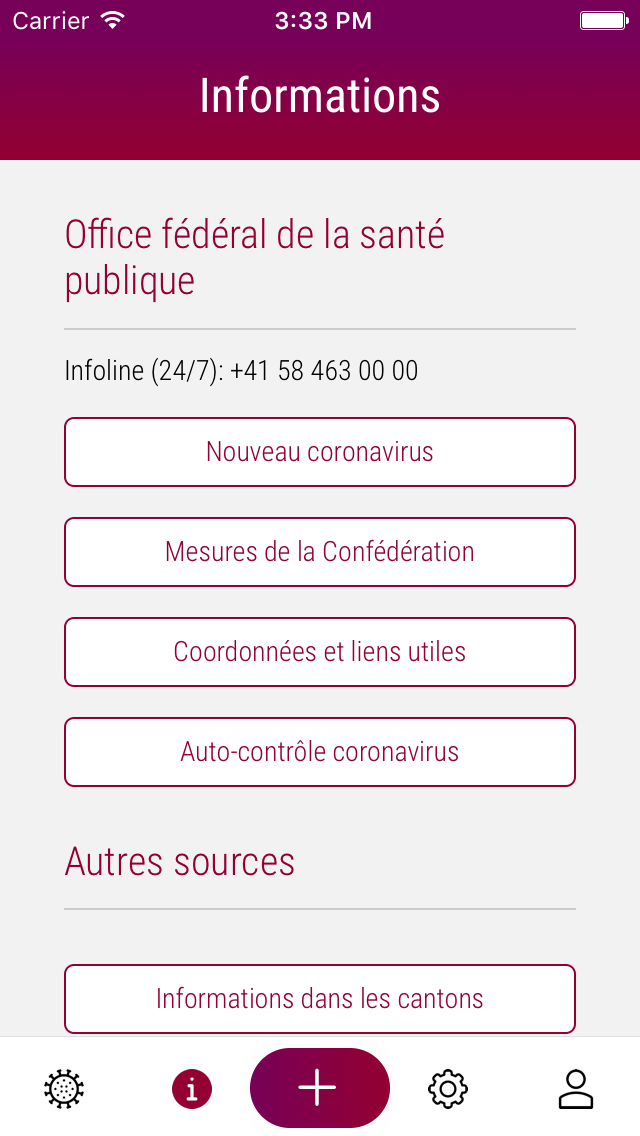 Carrier
3:33 PM
Informations
Office fédéral de la santé
publique
Infoline (24/7): +41 58 463 00 00
Nouveau coronavirus
Mesures de la Confédération
Coordonnées et liens utiles
Auto-contrôle coronavirus
Autres sources
Informations dans les cantons